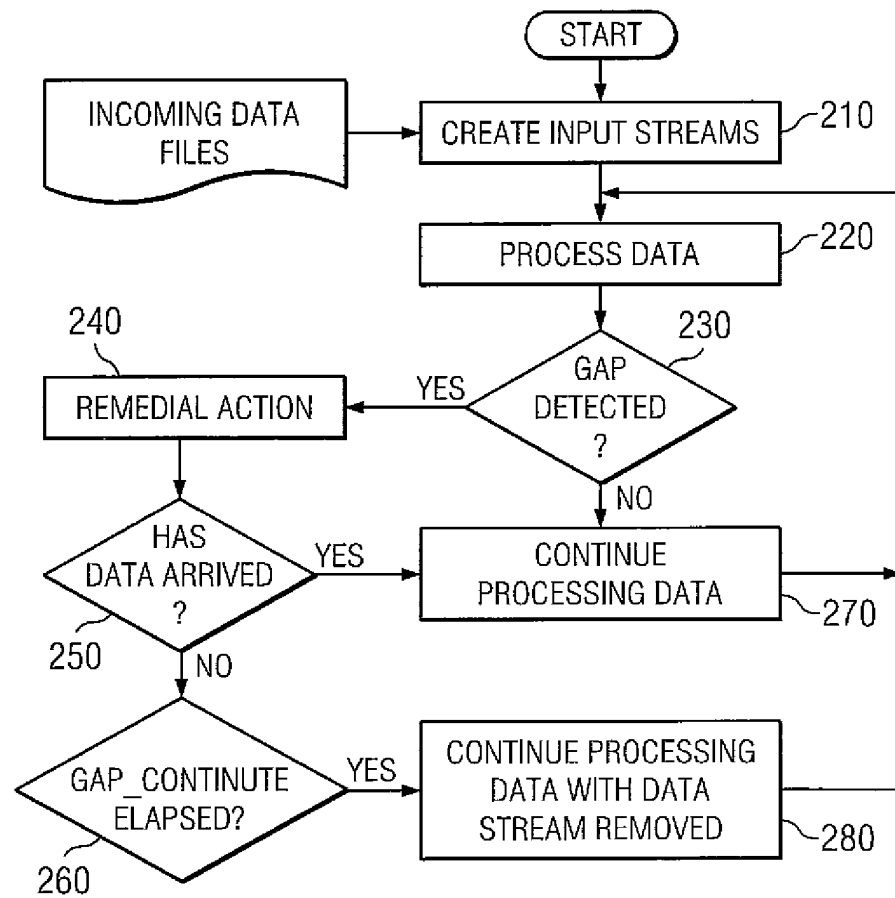 START
INCOMING DATA
FILES
CREATE INPUT STREAMS
210
PROCESS DATA
220
240
230
GAP
DETECTED
?
YES
REMEDIAL ACTION
NO
HAS
DATA ARRIVED
?
YES
CONTINUE
PROCESSING DATA
250
270
NO
GAP_CONTINUTE
ELAPSED?
YES
CONTINUE PROCESSING
DATA WITH DATA
STREAM REMOVED
260
280